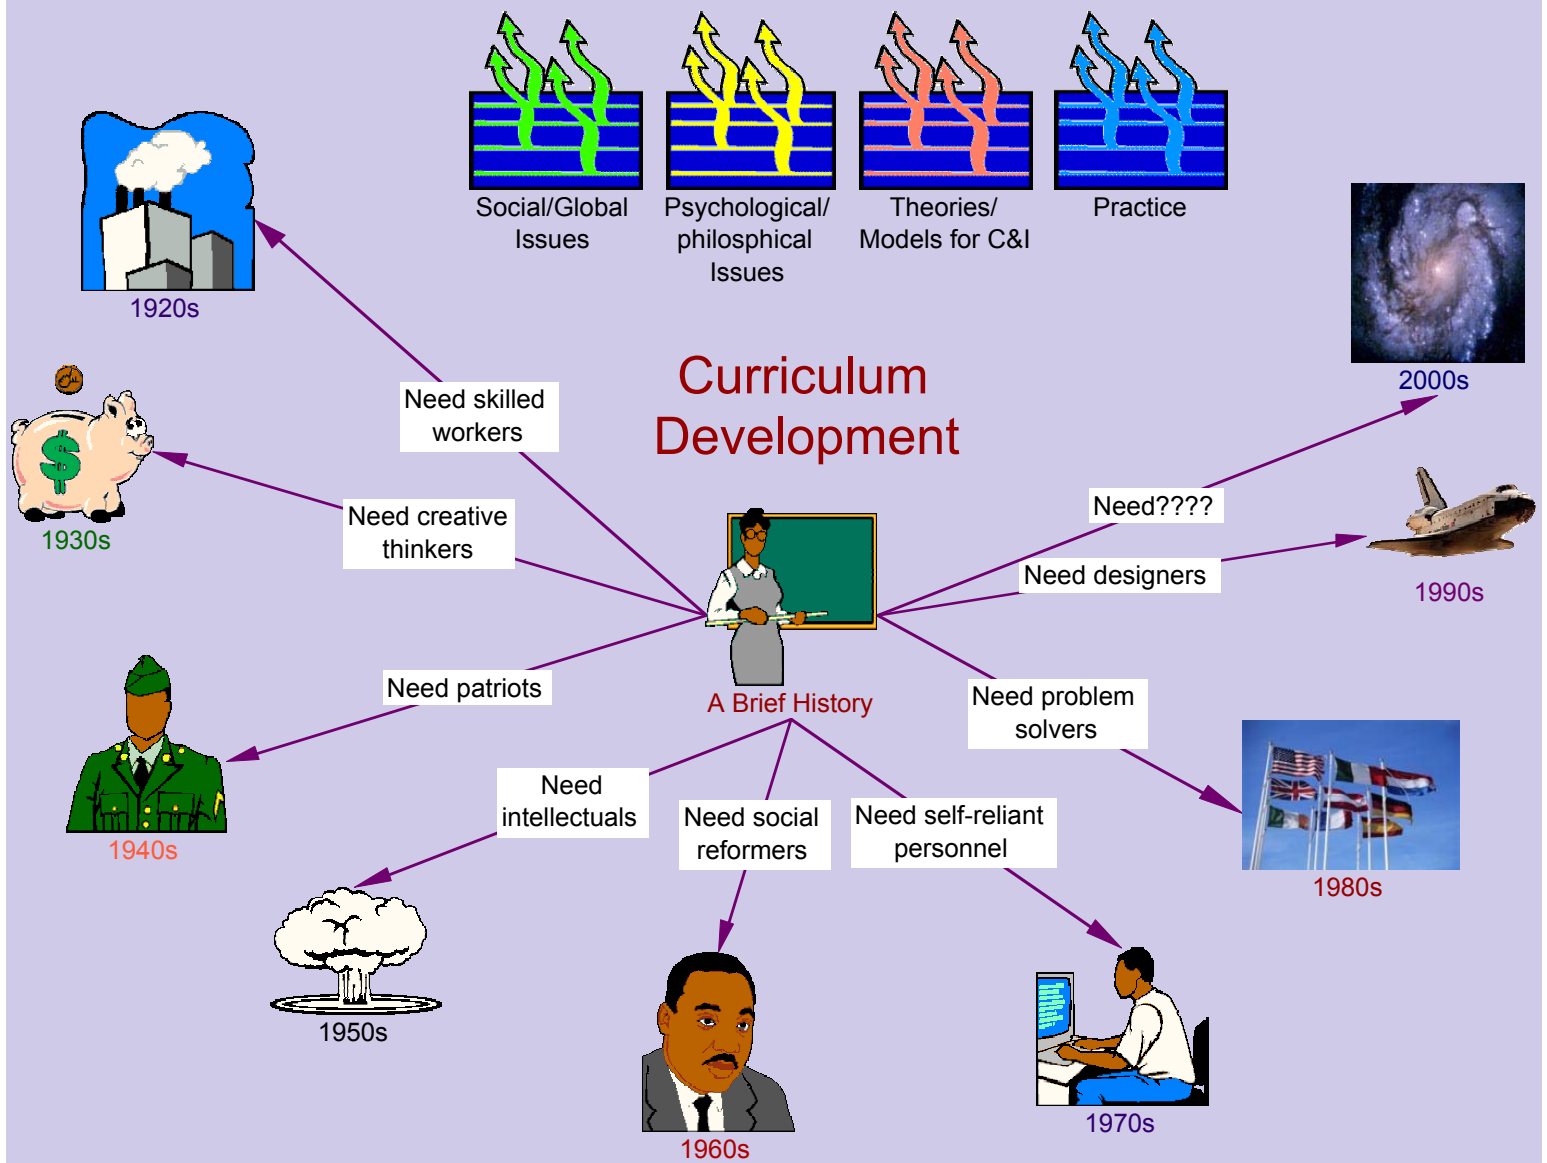 Social/Global
Issues
Psychological/
philosphical
Issues
Theories/
Models for C&I
Practice
Curriculum
Development
1920s
Need skilled
workers
1930s
Need creative
thinkers
1940s
Need patriots
A Brief History
1950s
Need
intellectuals
1960s
Need social
reformers
1970s
Need self-reliant
personnel
1980s
Need problem
solvers
1990s
Need designers
2000s
Need????
$